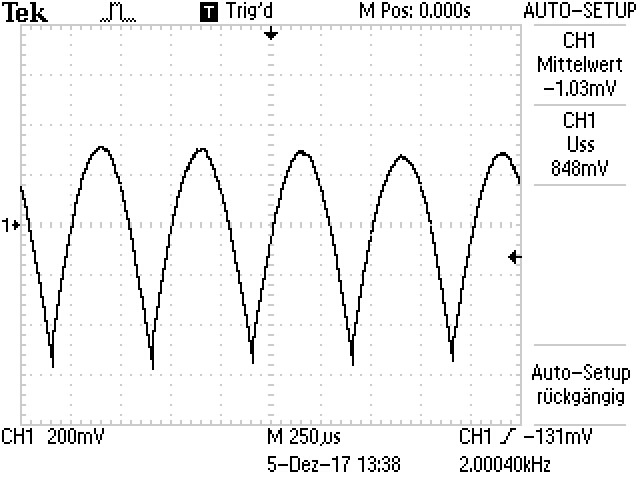 Tek T Trig'd M Pos: 0.000s AUTO-SETUP
CH1
Mittelwert
-1.03mV
CH1
Uss
848mV
1
Auto-Setup
rückgängig
CH1 200mV M 250µs CH1 -131mV
5-Dez-17 13:38 2.00040kHz